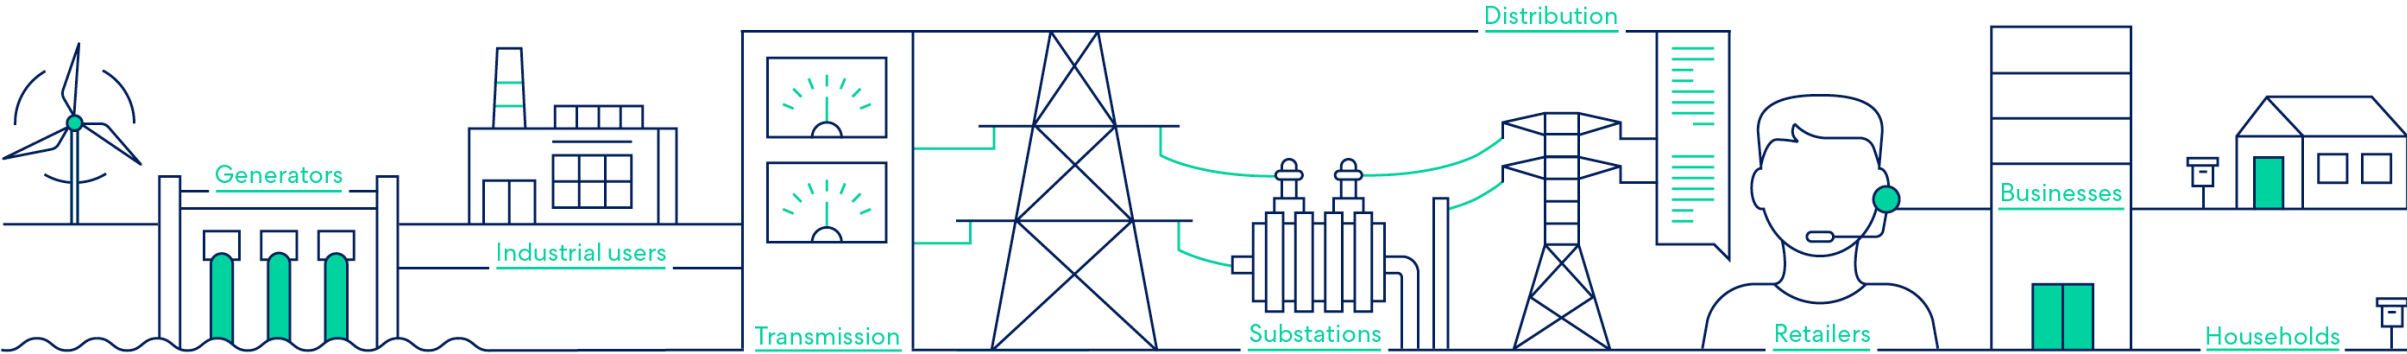 Generators
Industrial users
Transmission
Substations
Distribution
Retailers
Businesses
Households